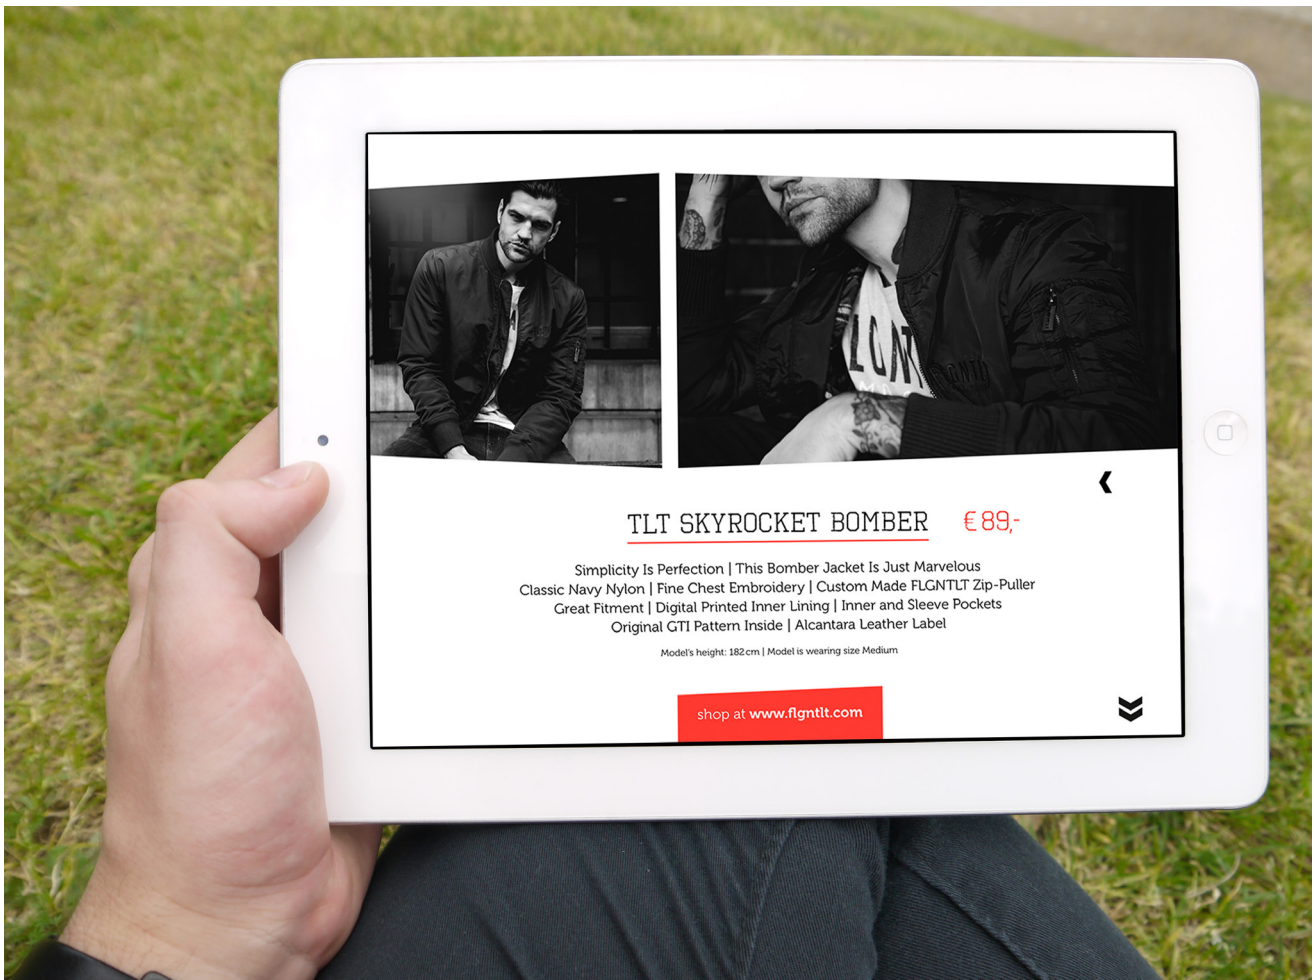 LGNT
TLT SKYROCKET BOMBER € 89,-
Simplicity Is Perfection | This Bomber Jacket Is Just Marvelous
Classic Navy Nylon | Fine Chest Embroidery | Custom Made FLGNTLT Zip-Puller
Great Fitment | Digital Printed Inner Lining | Inner and Sleeve Pockets
Original GTI Pattern Inside | Alcantara Leather Label
Model's height: 182cm | Model is wearing size Medium
shop at www.flgntlt.com